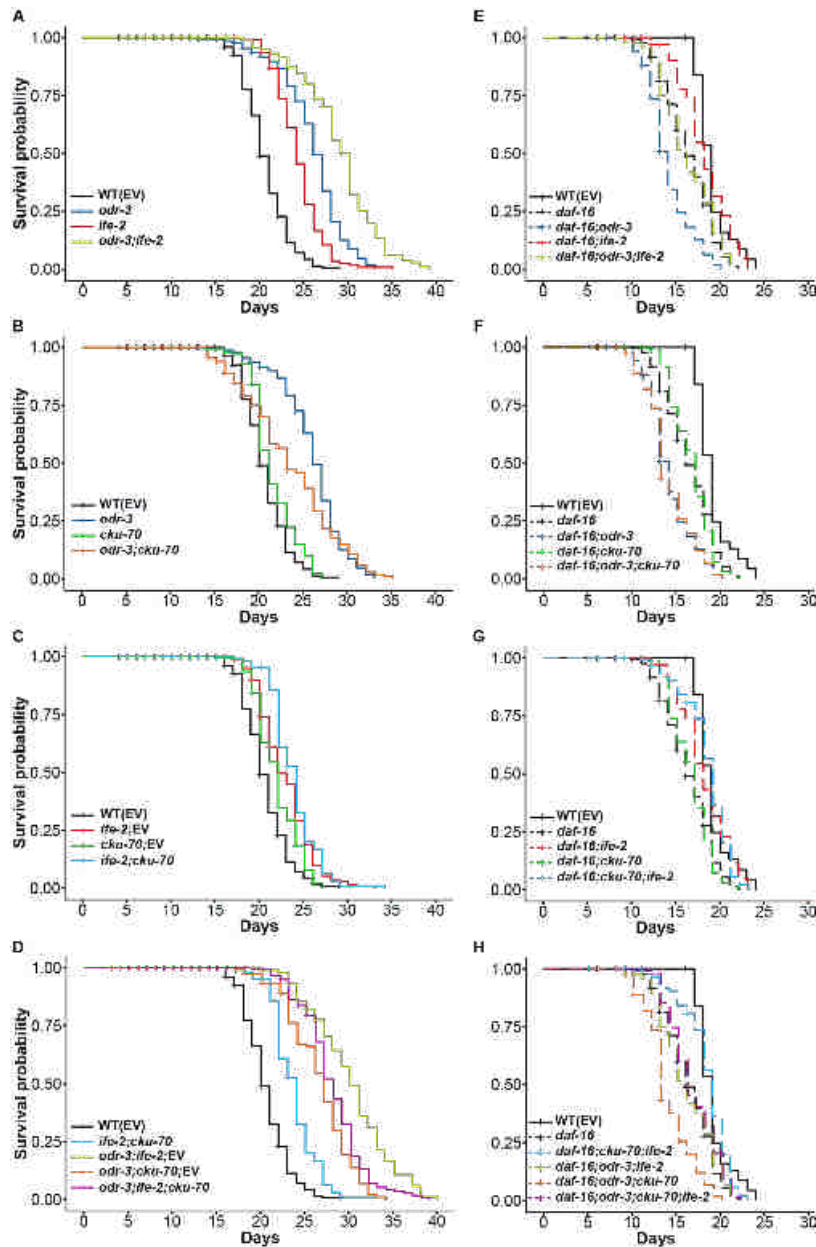 A
1.00
0.75
0.50
0.25
0.00
Survival probability
WT(EV)
odr-3
ife-2
odr-3;ife-2
0 5 10 15 20 25 30 35 40
Days
B
1.00
0.75
0.50
0.25
0.00
Survival probability
WT(EV)
odr-3
cku-70
odr-3;cku-70
0 5 10 15 20 25 30 35 40
Days
C
1.00
0.75
0.50
0.25
0.00
Survival probability
WT(EV)
ife-2;EV
cku-70;EV
ife-2;cku-70
0 5 10 15 20 25 30 35 40
Days
D
1.00
0.75
0.50
0.25
0.00
Survival probability
WT(EV)
ife-2;cku-70
odr-3;ife-2;EV
odr-3;cku-70;EV
odr-3;ife-2;cku-70
0 5 10 15 20 25 30 35 40
Days
E
1.00
0.75
0.50
0.25
0.00
WT(EV)
daf-16
daf-16;odr-3
daf-16;ife-2
daf-16;odr-3;ife-2
0 5 10 15 20 25 30
Days
F
1.00
0.75
0.50
0.25
0.00
WT(EV)
daf-16
daf-16;odr-3
daf-16;cku-70
daf-16;odr-3;cku-70
0 5 10 15 20 25 30
Days
G
1.00
0.75
0.50
0.25
0.00
WT(EV)
daf-16
daf-16;ife-2
daf-16;cku-70
daf-16;cku-70;ife-2
0 5 10 15 20 25 30
Days
H
1.00
0.75
0.50
0.25
0.00
WT(EV)
daf-16
daf-16;cku-70;ife-2
daf-16;odr-3;ife-2
daf-16;odr-3;cku-70
daf-16;odr-3;cku-70;ife-2
0 5 10 15 20 25 30
Days